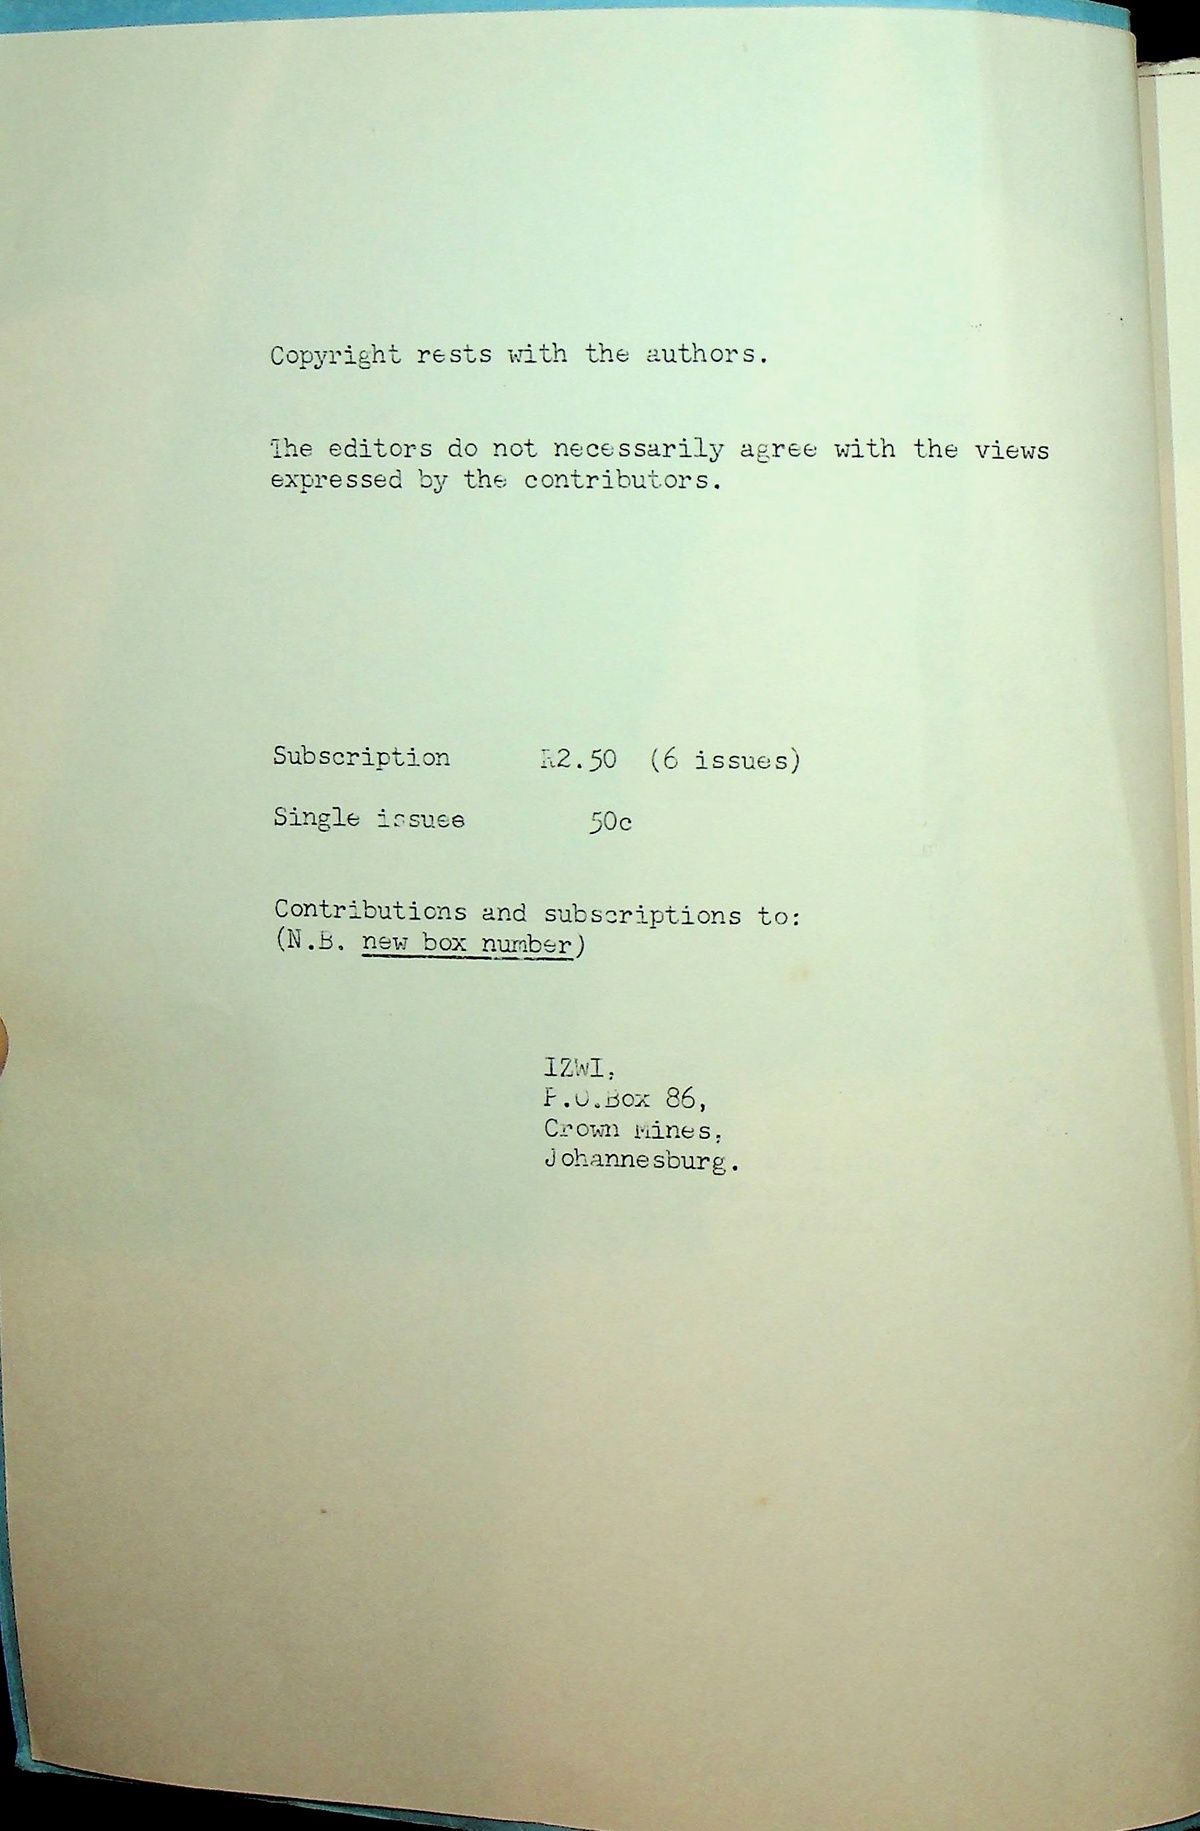 Copyright rests with the authors.
The editors do not necessarily agree with the views
expressed by the contributors.
Subscription R2.50 (6 issues)
Single issues 50c
Contributions and subscriptions to:
(N.B. new box number)
IZWI,
P.O.Box 86,
Crown Mines,
Johannesburg.